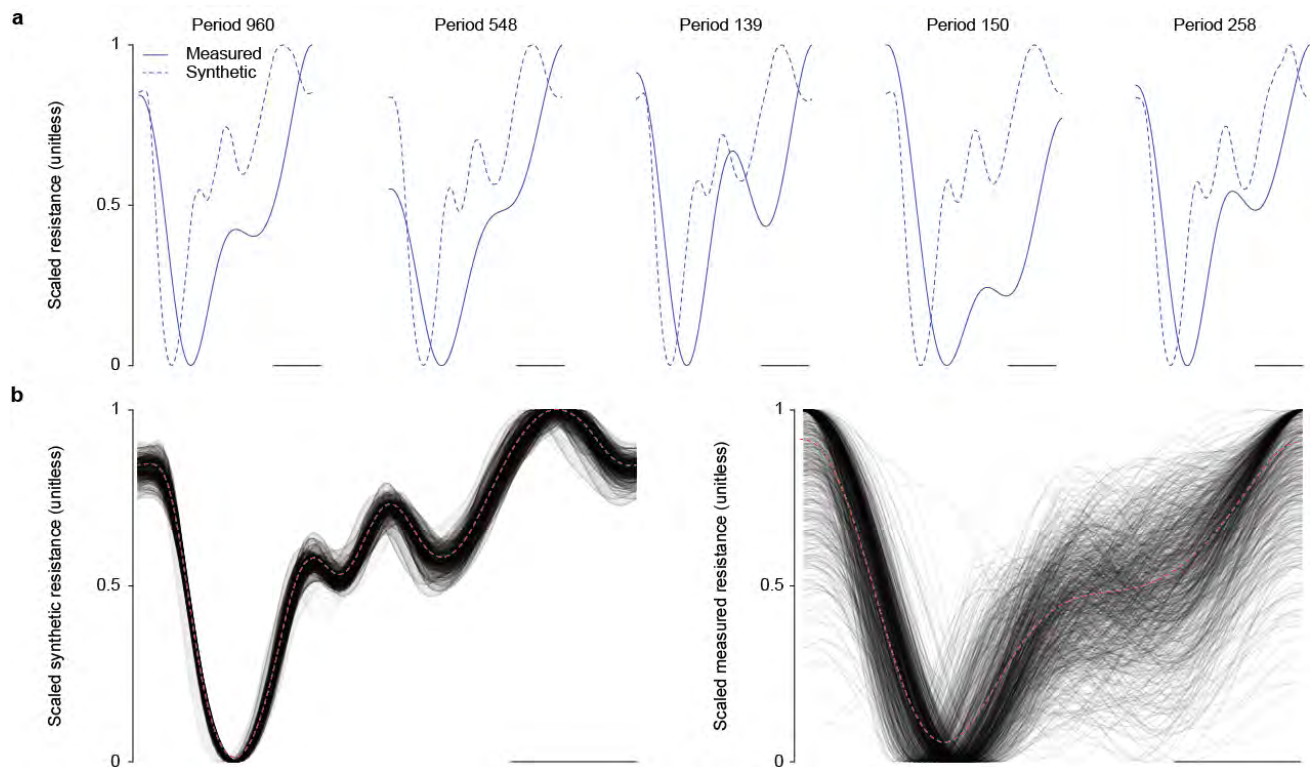 a
Period 960 Period 548 Period 139 Period 150 Period 258
1
Measured
Synthetic
Scaled resistance (unitless)
0.5
0
b
1
Scaled synthetic resistance (unitless)
0.5
0
1
Scaled measured resistance (unitless)
0.5
0